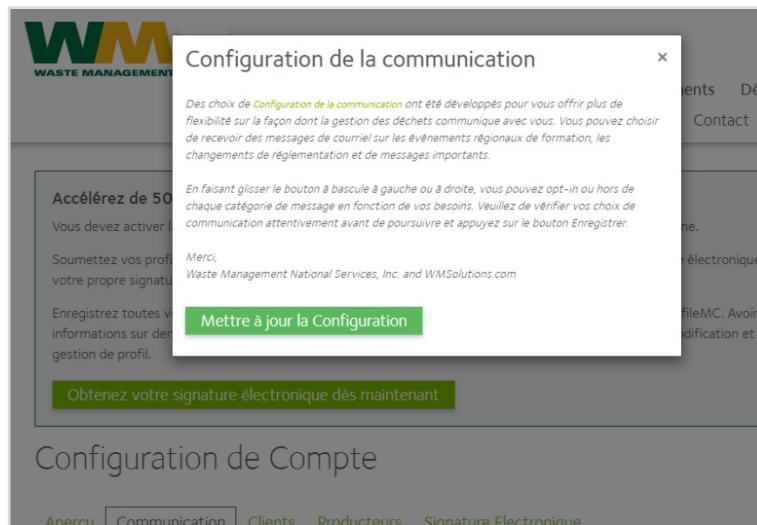 WM
WASTE MANAGEMENT
Configuration de la communication
×
Des choix de Configuration de la communication ont été développés pour vous offrir plus de
flexibilité sur la façon dont la gestion des déchets communique avec vous. Vous pouvez choisir
de recevoir des messages de courriel sur les événements régionaux de formation, les
changements de réglementation et de messages importants.
En faisant glisser le bouton à bascule à gauche ou à droite, vous pouvez opt-in ou hors de
chaque catégorie de message en fonction de vos besoins. Veuillez de vérifier vos choix de
communication attentivement avant de poursuivre et appuyez sur le bouton Enregistrer.
Merci,
Waste Management National Services, Inc. and WMSolutions.com
Mettre à jour la Configuration
Contact
Accélérez de 50
Vous devez activer
ne.
Soumettez vos profi
électronique
votre propre signatu
Enregistrez toutes v
fileMC. Avoir
informations sur der
dification et
gestion de profil.
Obtenez votre signature électronique dès maintenant
Configuration de Compte
Aperçu Communication Clients Producteurs Signature Electronique